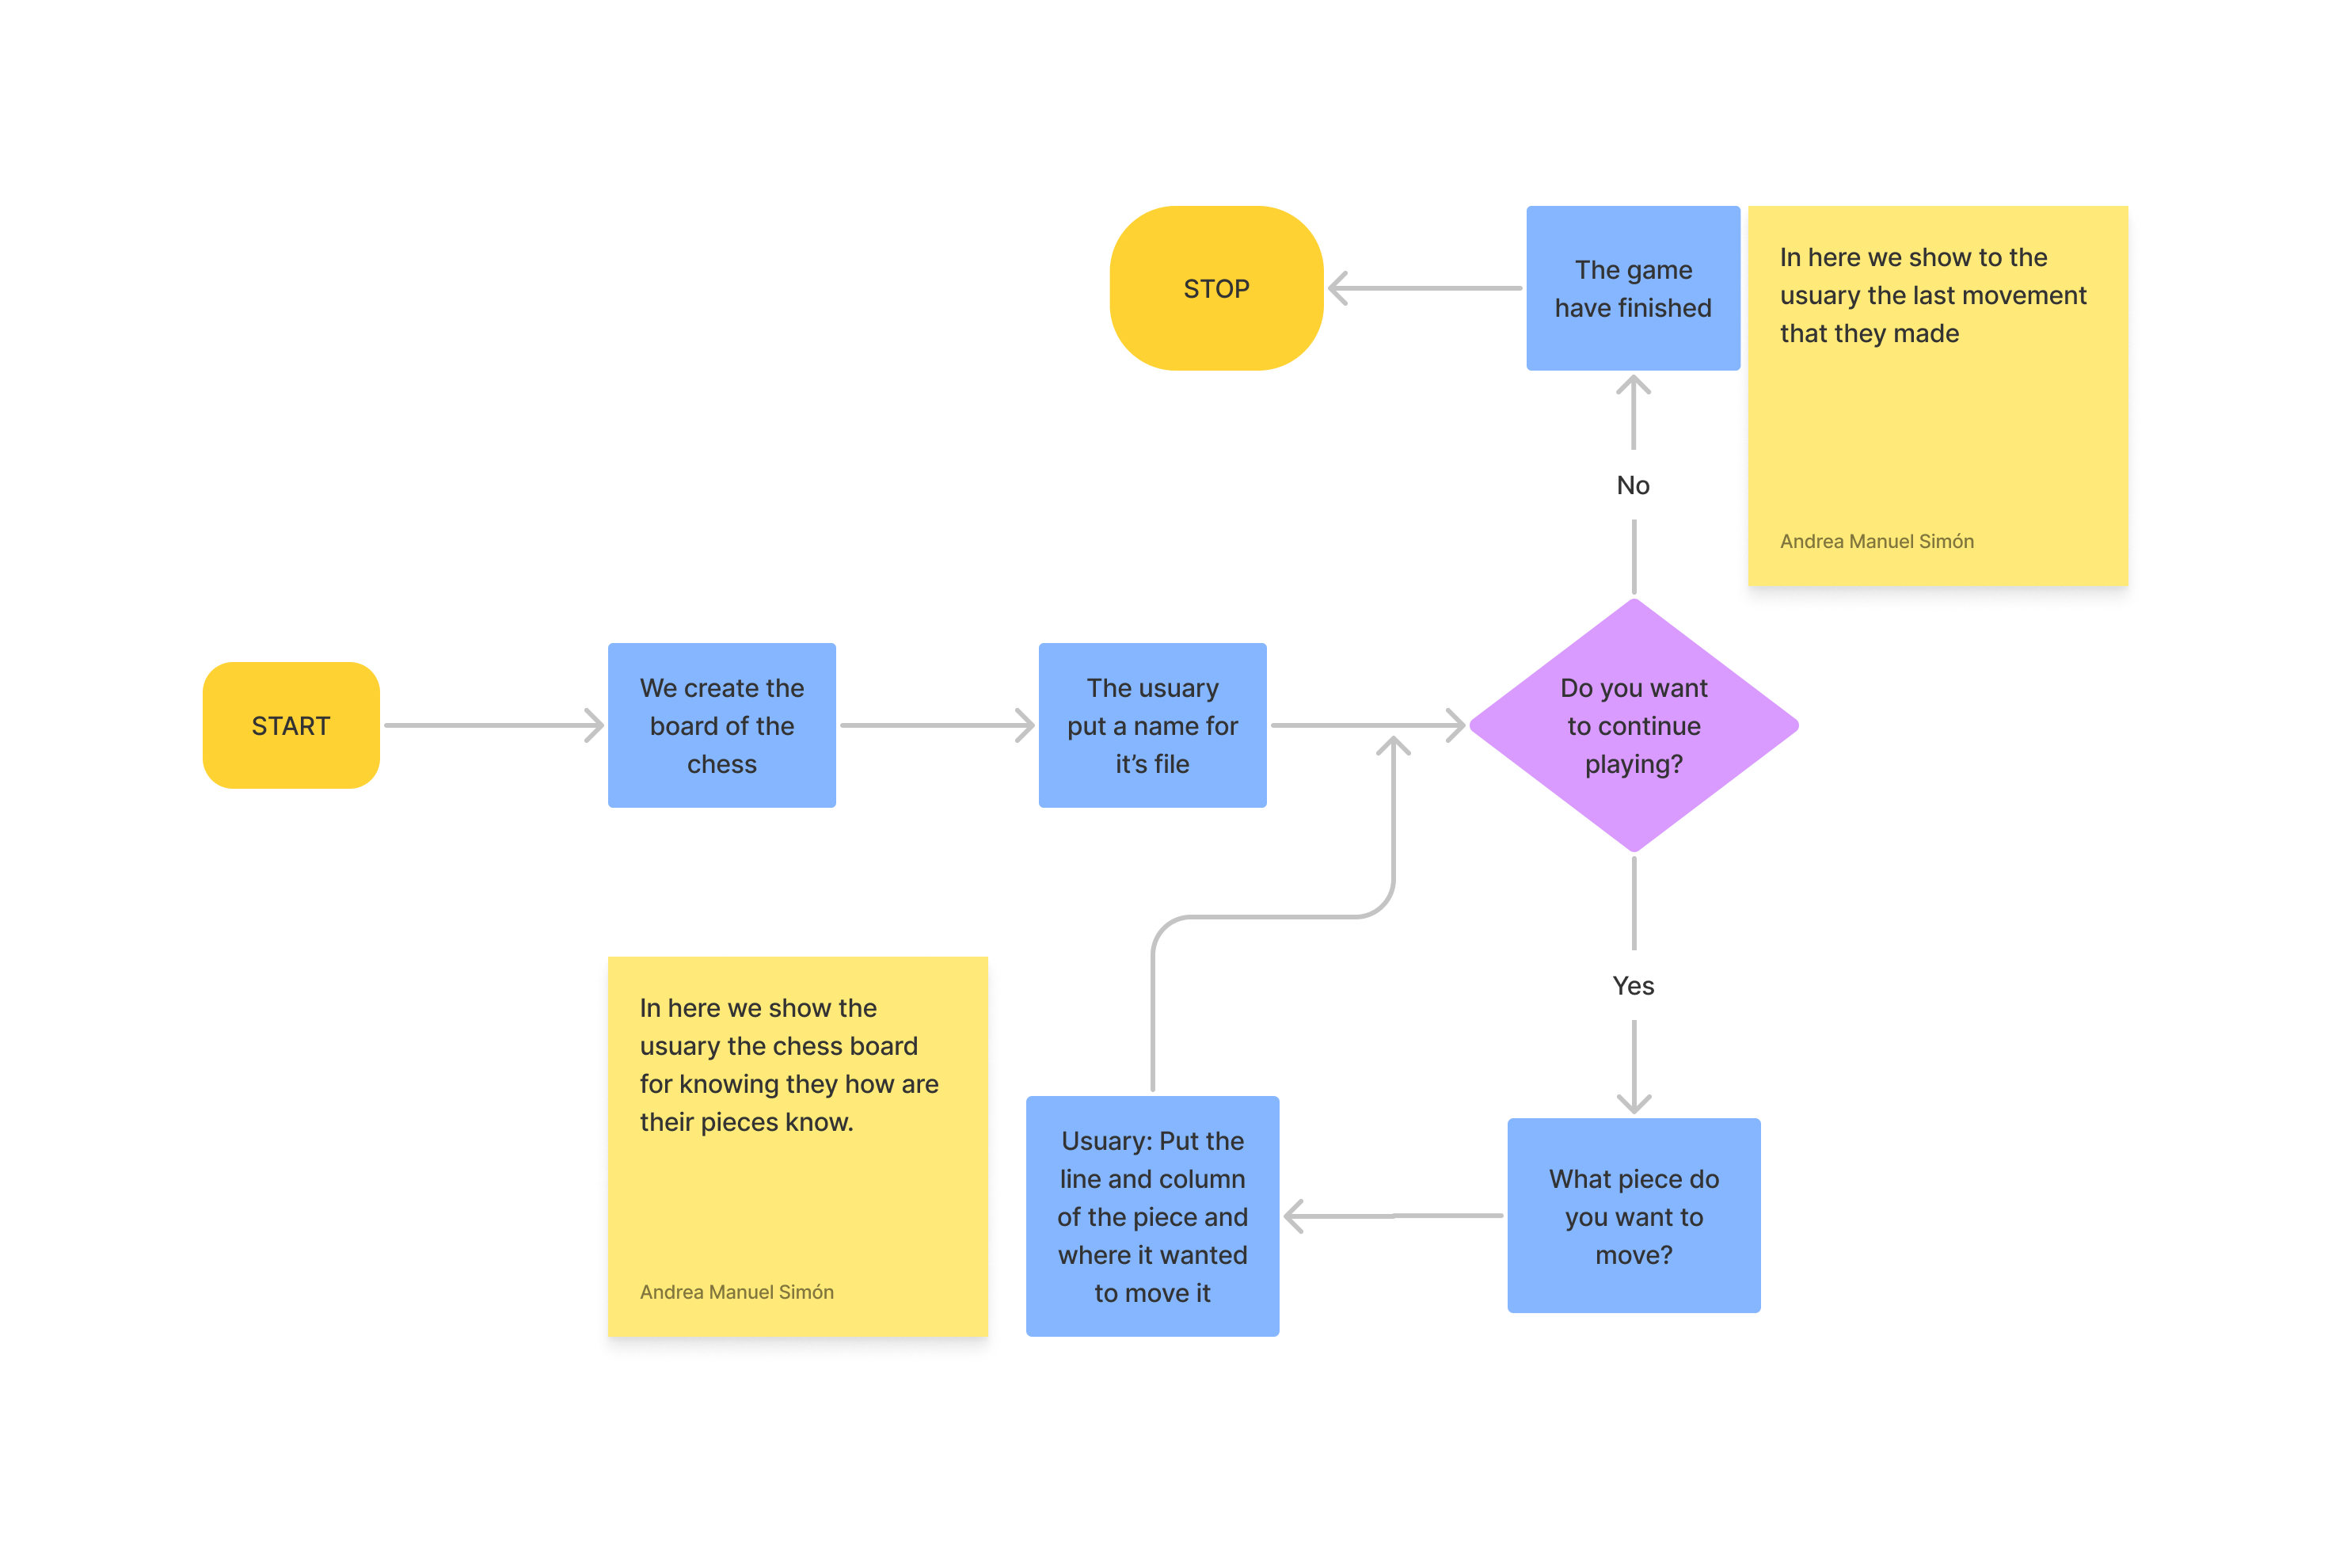 STOP
The game
have finished
In here we show to the
usuary the last movement
that they made
Andrea Manuel Simón
No
START
We create the
board of the
chess
The usuary
put a name for
it’s file
Do you want
to continue
playing?
Yes
In here we show the
usuary the chess board
for knowing they how are
their pieces know.
Andrea Manuel Simón
Usuary: Put the
line and column
of the piece and
where it wanted
to move it
What piece do
you want to
move?